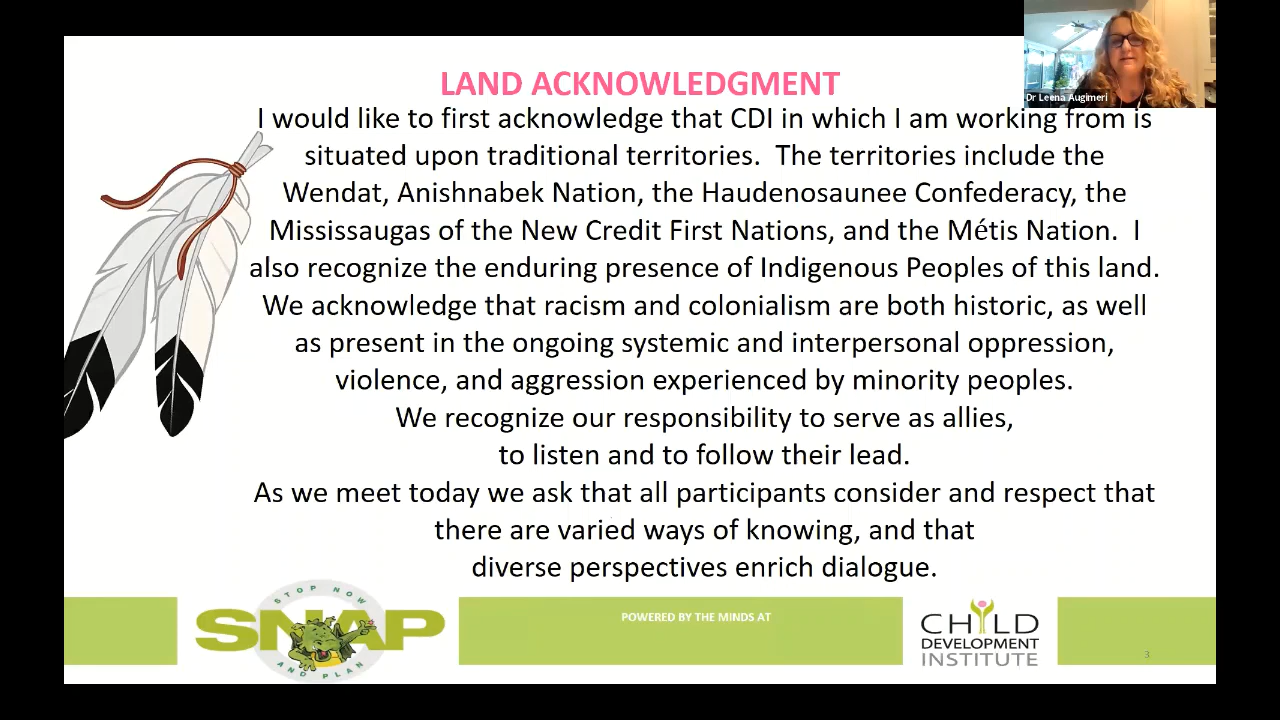 LAND ACKNOWLEDGMENT
Dr Leena Augimeri
I would like to first acknowledge that CDI in which I am working from is
situated upon traditional territories.  The territories include the
Wendat, Anishnabek Nation, the Haudenosaunee Confederacy, the
Mississaugas of the New Credit First Nations, and the Métis Nation.  I
also recognize the enduring presence of Indigenous Peoples of this land.
We acknowledge that racism and colonialism are both historic, as well
as present in the ongoing systemic and interpersonal oppression,
violence, and aggression experienced by minority peoples.
We recognize our responsibility to serve as allies,
to listen and to follow their lead.
As we meet today we ask that all participants consider and respect that
there are varied ways of knowing, and that
diverse perspectives enrich dialogue.
STOP NOW
SNAP
AND PLAN
POWERED BY THE MINDS AT
CHILD
DEVELOPMENT
INSTITUTE
3